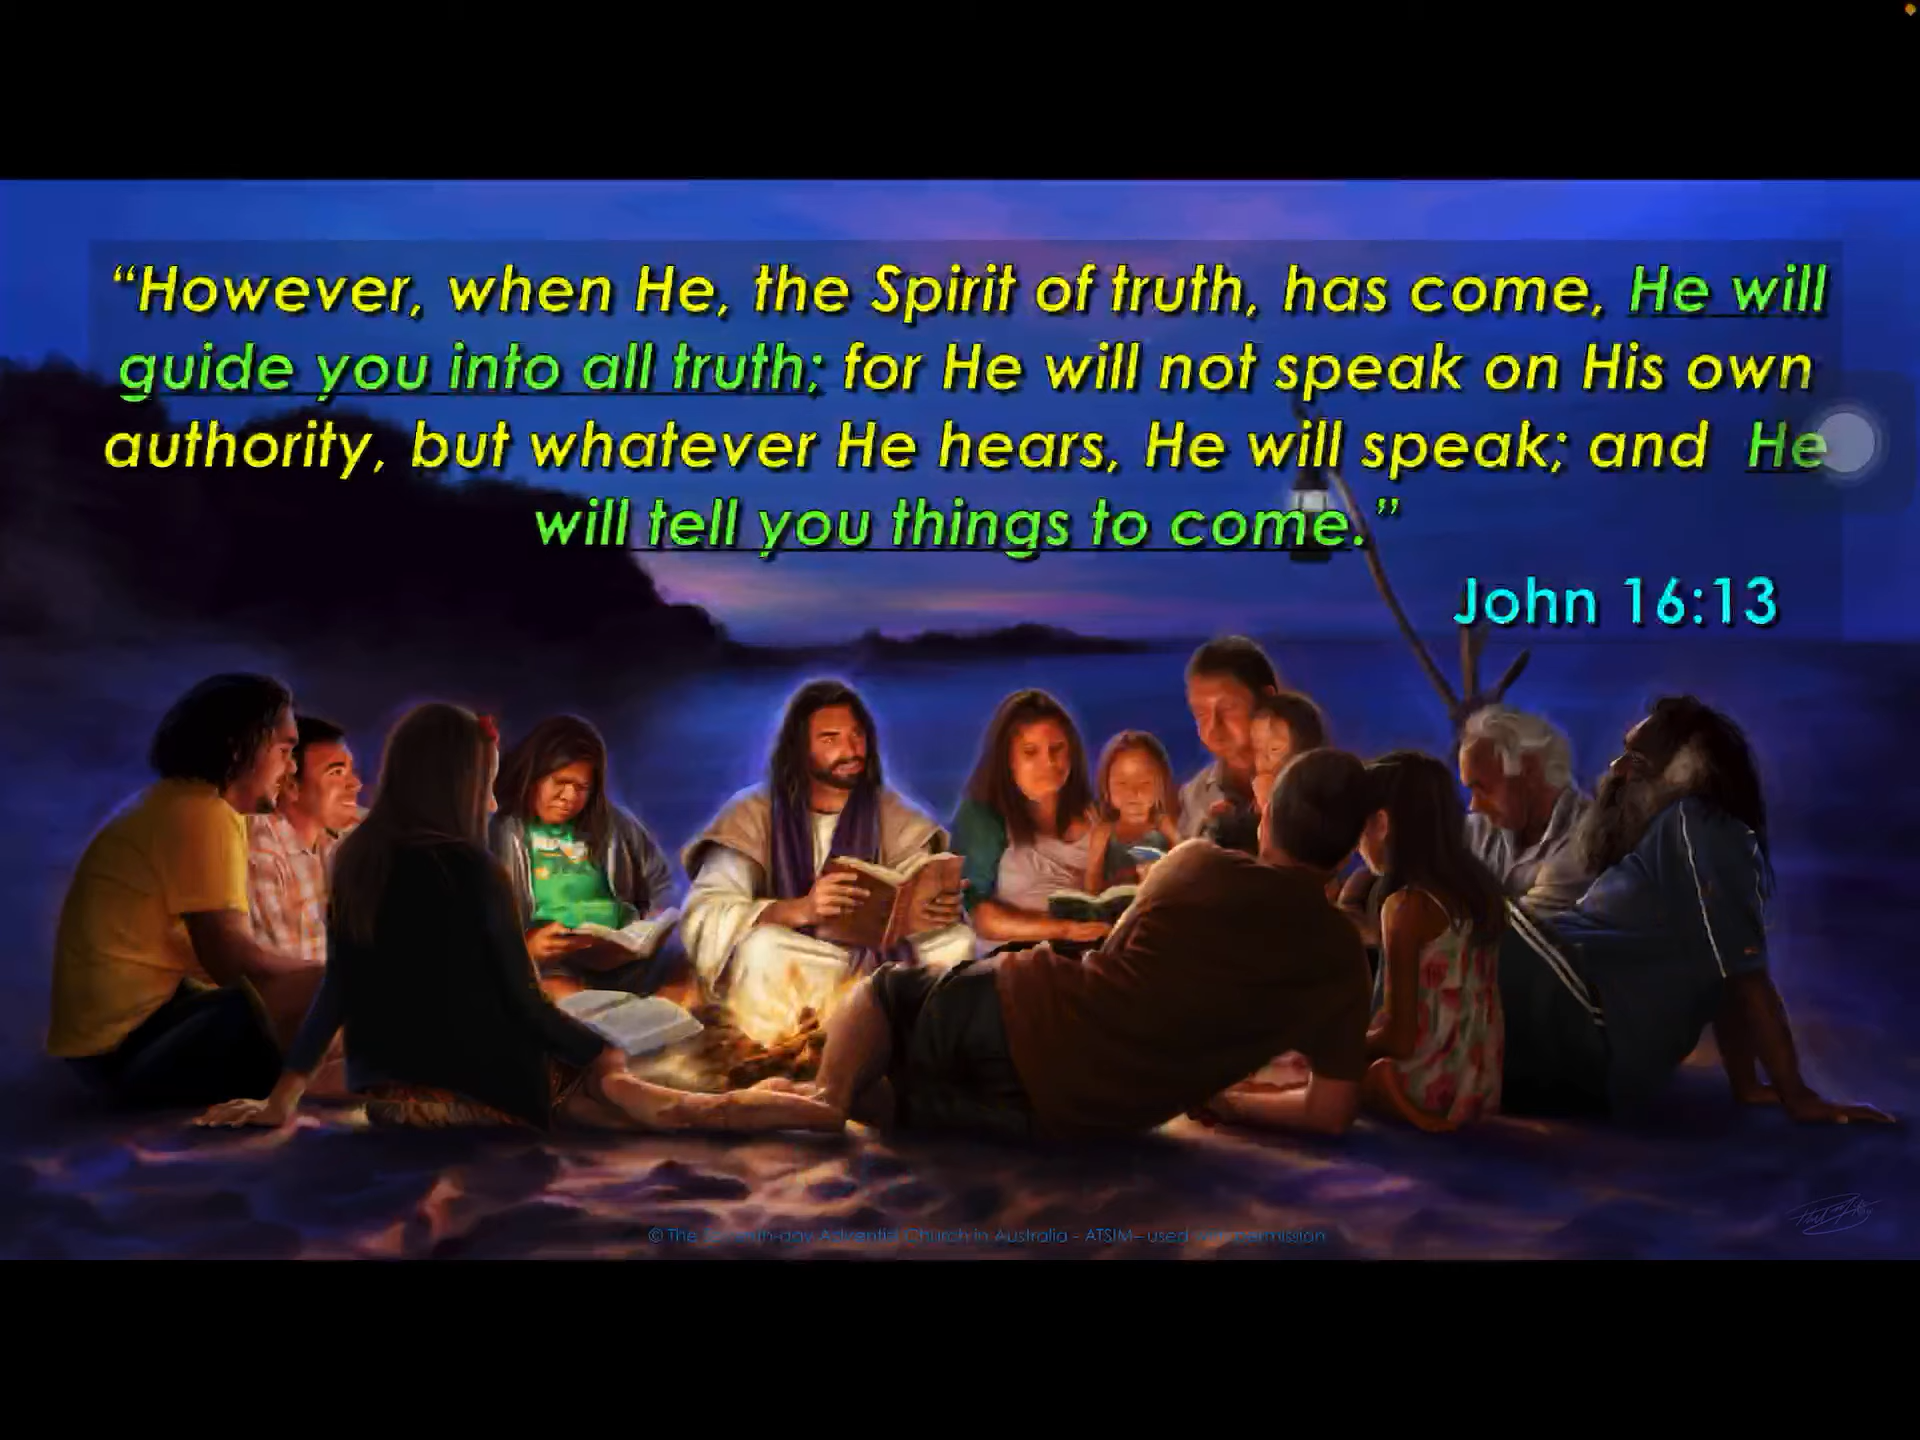 “However, when He, the Spirit of truth, has come, He will
guide you into all truth; for He will not speak on His own
authority, but whatever He hears, He will speak; and He
will tell you things to come.”
John 16:13
© The Seventh-day Adventist Church in Australia - ATSIM– used with permission